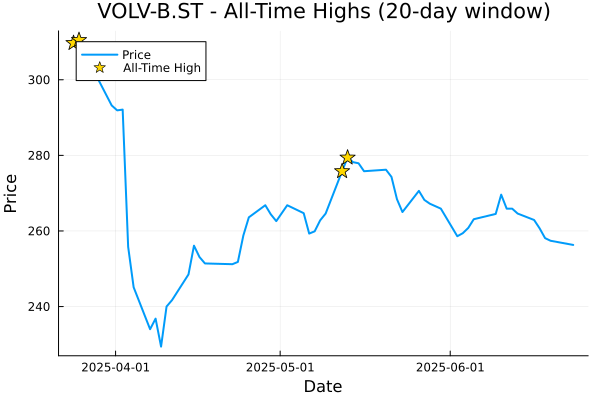 VOLV-B.ST - All-Time Highs (20-day window)
Price
All-Time High
300
280
260
240
Price
2025-04-01
2025-05-01
2025-06-01
Date